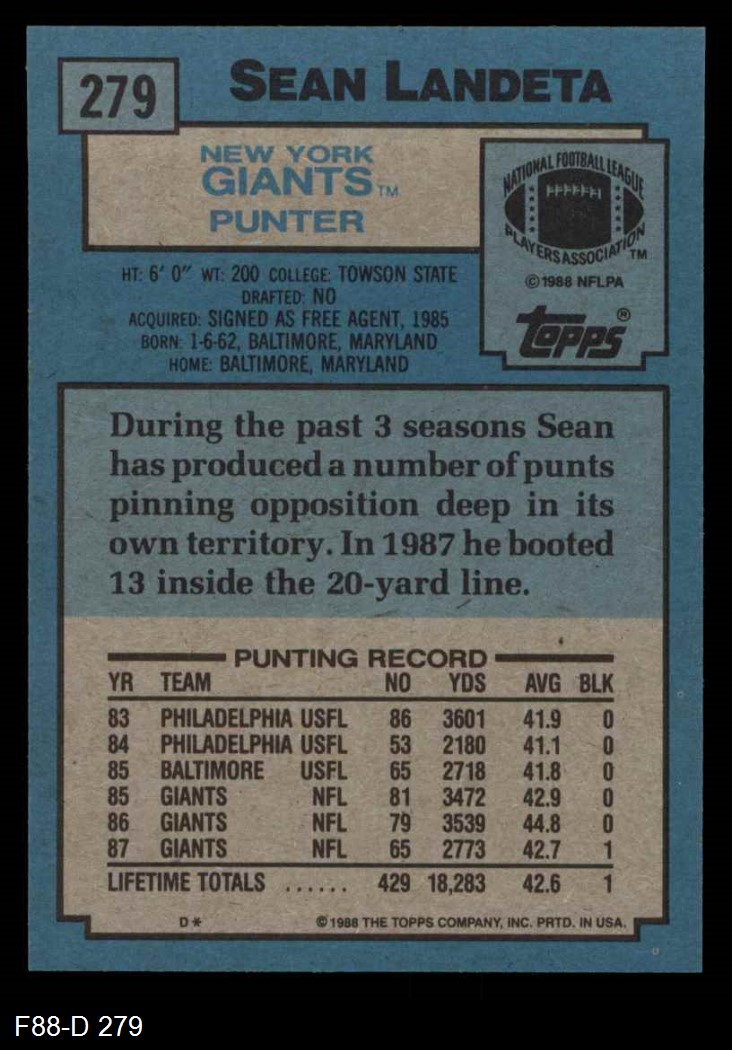 279
SEAN LANDETA
NEW YORK
GIANTS™
PUNTER
NATIONAL FOOTBALL LEAGUE
PLAYERS ASSOCIATION™
©1988 NFLPA
topps®
HT: 6' 0" WT: 200 COLLEGE: TOWSON STATE
DRAFTED: NO
ACQUIRED: SIGNED AS FREE AGENT, 1985
BORN: 1-6-62, BALTIMORE, MARYLAND
HOME: BALTIMORE, MARYLAND
During the past 3 seasons Sean
has produced a number of punts
pinning opposition deep in its
own territory. In 1987 he booted
13 inside the 20-yard line.
PUNTING RECORD
YR TEAM NO YDS AVG BLK
83 PHILADELPHIA USFL 86 3601 41.9 0
84 PHILADELPHIA USFL 53 2180 41.1 0
85 BALTIMORE USFL 65 2718 41.8 0
85 GIANTS NFL 81 3472 42.9 0
86 GIANTS NFL 79 3539 44.8 0
87 GIANTS NFL 65 2773 42.7 1
LIFETIME TOTALS ...... 429 18,283 42.6 1
D* ©1988 THE TOPPS COMPANY, INC. PRTD. IN USA.
F88-D 279